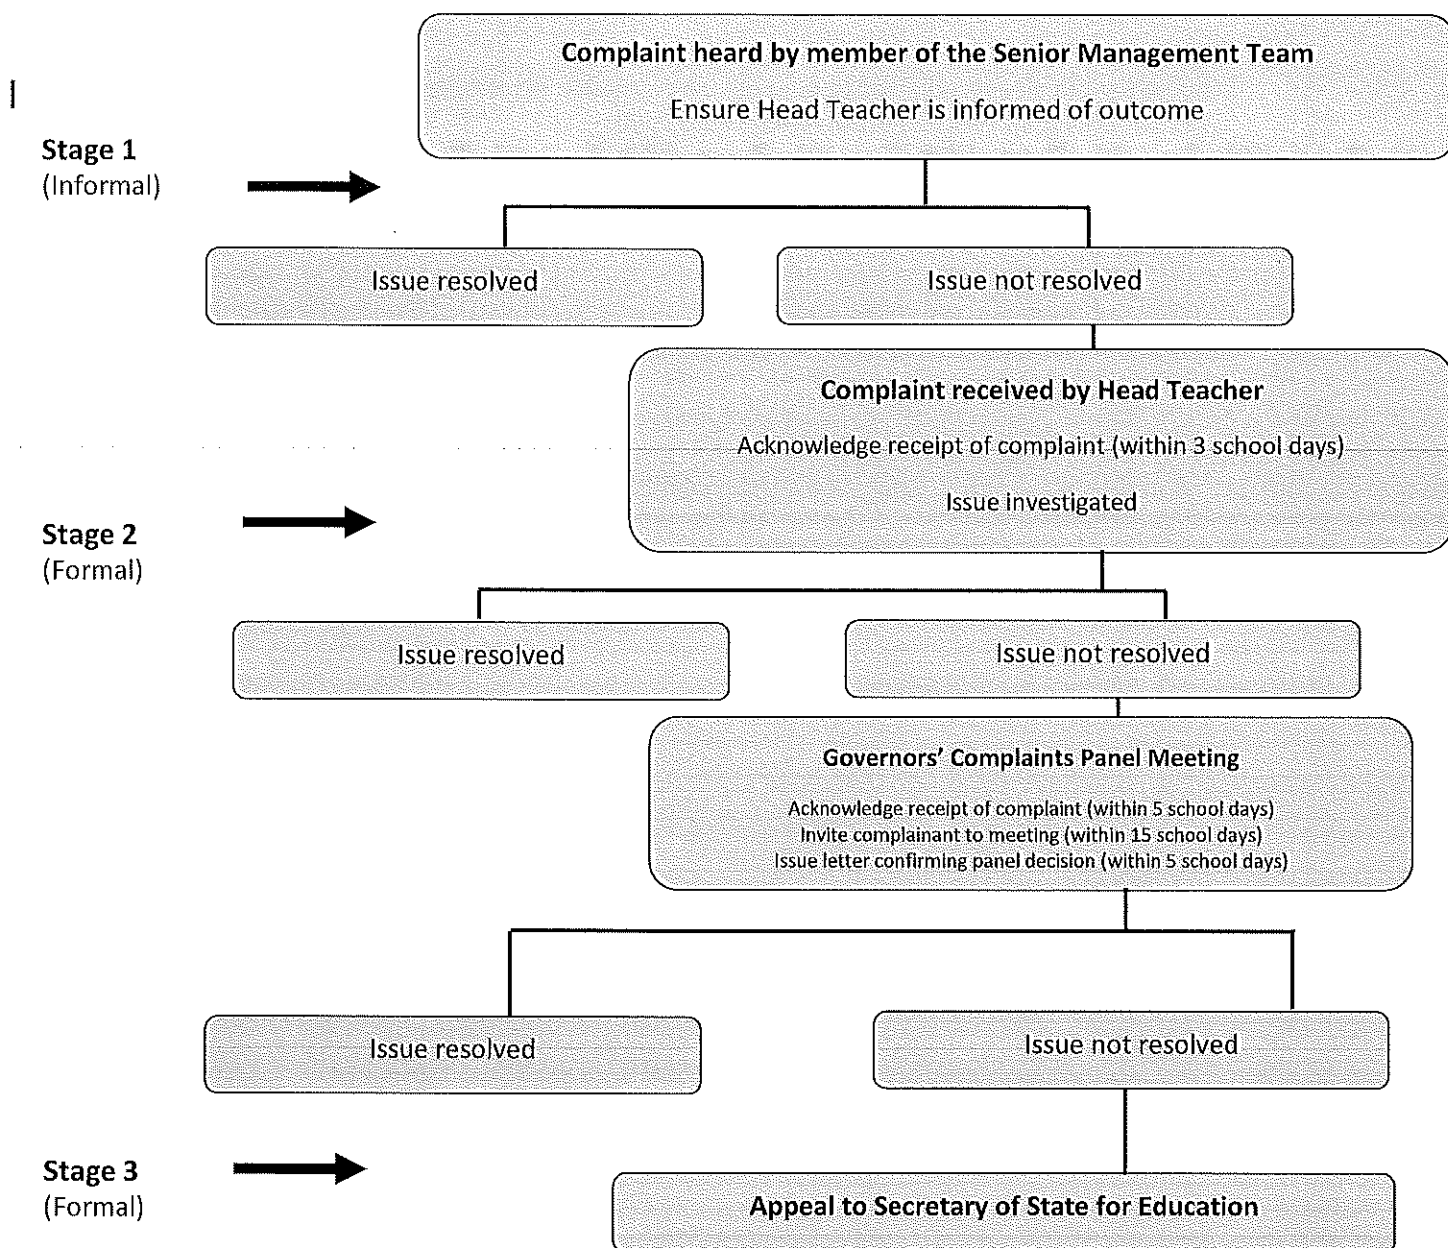 Complaint heard by member of the Senior Management Team
Ensure Head Teacher is informed of outcome
Stage 1
(Informal)
Issue resolved
Issue not resolved
Complaint received by Head Teacher
Acknowledge receipt of complaint (within 3 school days)
Issue investigated
Stage 2
(Formal)
Issue resolved
Issue not resolved
Governors' Complaints Panel Meeting
Acknowledge receipt of complaint (within 5 school days)
Invite complainant to meeting (within 15 school days)
Issue letter confirming panel decision (within 5 school days)
Issue resolved
Issue not resolved
Stage 3
(Formal)
Appeal to Secretary of State for Education